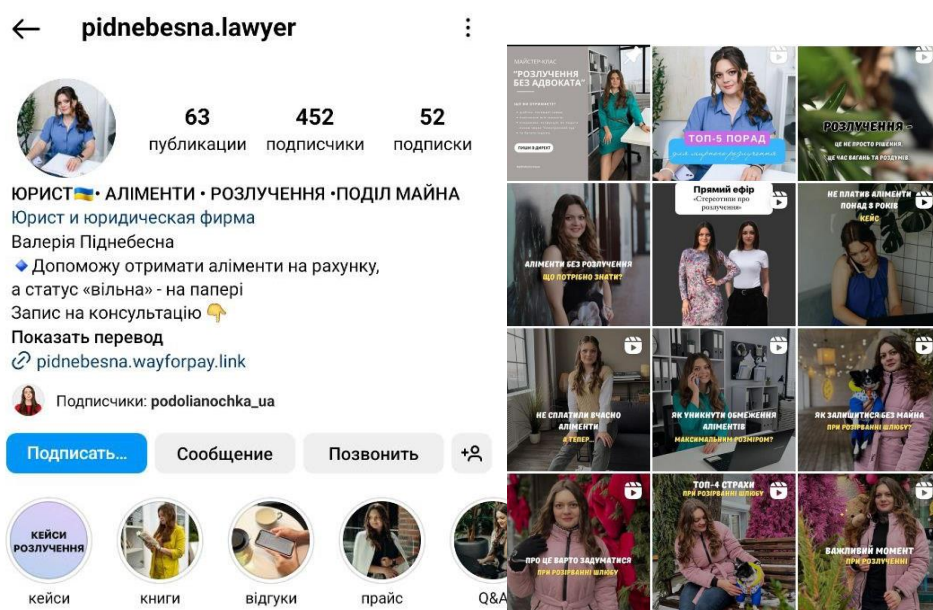 pidnebesna.lawyer
63
452
52
публикации
подписчики
подписки
ЮРИСТ🇺🇦• АЛІМЕНТИ • РОЗЛУЧЕННЯ •ПОДІЛ МАЙНА
Юрист и юридическая фирма
Валерія Піднебесна
🔹Допоможу отримати аліменти на рахунку,
а статус «вільна» - на папері
Запис на консультацію 👇
Показать перевод
pidnebesna.wayforpay.link
Подписчики: podolianochka_ua
Подписать...
Сообщение
Позвонить
КЕЙСИ
РОЗЛУЧЕННЯ
кейси
книги
відгуки
прайс
Q&A
МАЙСТЕР-КЛАС
"РОЗЛУЧЕННЯ
БЕЗ АДВОКАТА"
ТОП-5 ПОРАД
РОЗЛУЧЕННЯ -
ЦЕ НЕ ПРОСТО РІШЕННЯ,
ЦЕ ЧАС ВАГАНЬ ТА РОЗДУМІВ.
АЛІМЕНТИ БЕЗ РОЗЛУЧЕННЯ
ЩО ПОТРІБНО ЗНАТИ?
Прямий ефір
«Стереотипи про
розлучення»
НЕ ПЛАТИВ АЛІМЕНТИ
ПОНАД 8 РОКІВ
КЕЙС
НЕ СПЛАТИЛИ ВЧАСНО
АЛІМЕНТИ
А ТЕПЕР...
ЯК УНИКНУТИ ОБМЕЖЕННЯ
АЛІМЕНТІВ
МАКСИМАЛЬНИМ РОЗМІРОМ?
ЯК ЗАЛИШИТИСЯ БЕЗ МАЙНА
ПРИ РОЗІРВАННІ ШЛЮБУ?
ПРО ЦЕ ВАРТО ЗАДУМАТИСЯ
ПРИ РОЗІРВАННІ ШЛЮБУ
ТОП-4 СТРАХИ
ПРИ РОЗІРВАННІ ШЛЮБУ
ВАЖЛИВИЙ МОМЕНТ
ПРИ РОЗЛУЧЕННІ